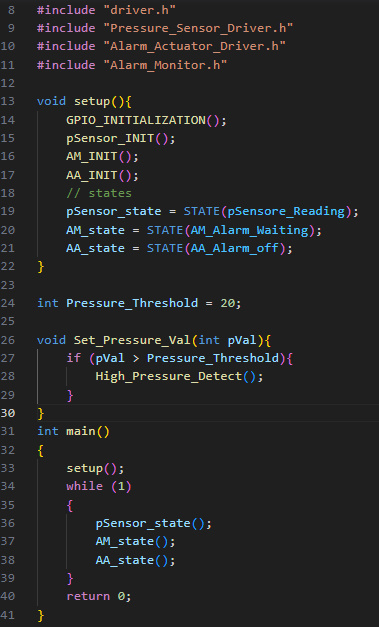 8 #include "driver.h"
9 #include "Pressure_Sensor_Driver.h"
10 #include "Alarm_Actuator_Driver.h"
11 #include "Alarm_Monitor.h"
12
13 void setup(){
14     GPIO_INITIALIZATION();
15     pSensor_INIT();
16     AM_INIT();
17     AA_INIT();
18     // states
19     pSensor_state = STATE(pSensore_Reading);
20     AM_state = STATE(AM_Alarm_Waiting);
21     AA_state = STATE(AA_Alarm_off);
22 }
23
24 int Pressure_Threshold = 20;
25
26 void Set_Pressure_Val(int pVal){
27     if (pVal > Pressure_Threshold){
28         High_Pressure_Detect();
29     }
30 }
31 int main()
32 {
33     setup();
34     while (1)
35     {
36         pSensor_state();
37         AM_state();
38         AA_state();
39     }
40     return 0;
41 }